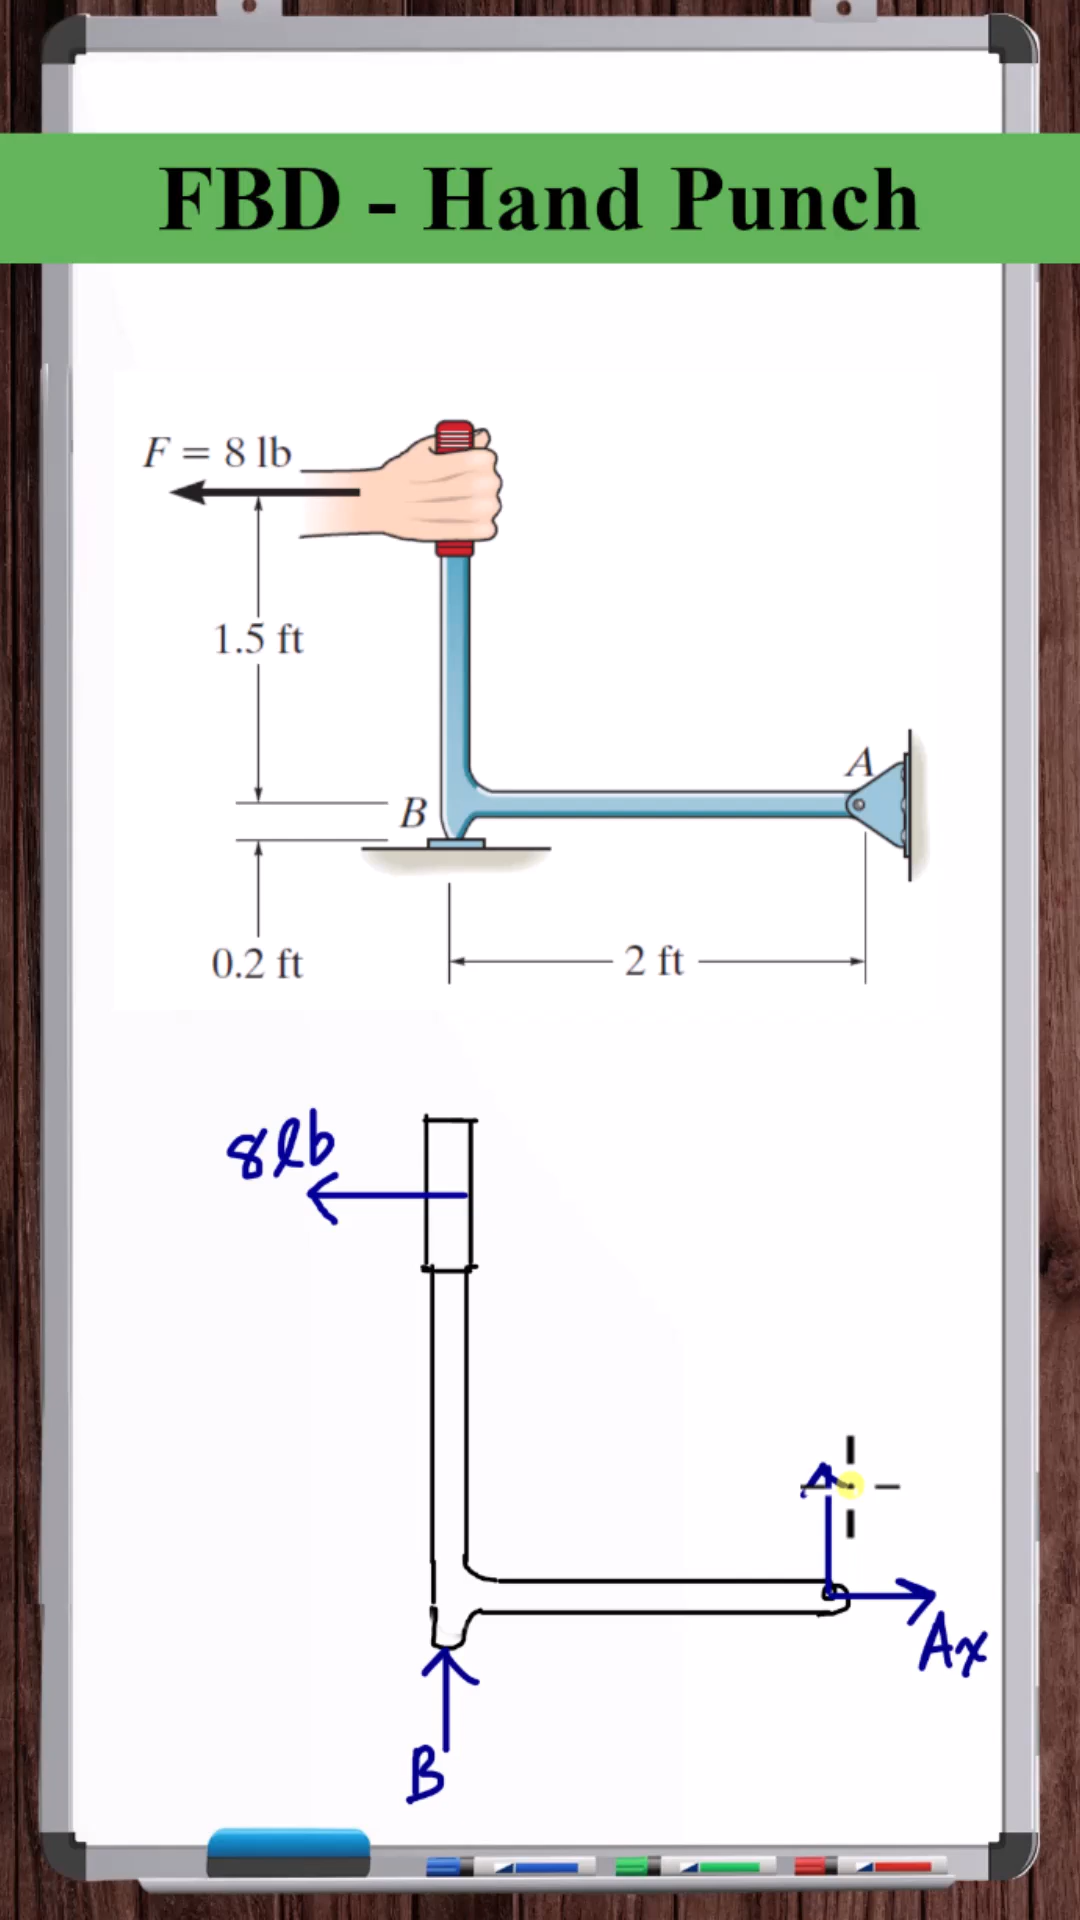 FBD - Hand Punch
F = 8 lb
1.5 ft
A
B
0.2 ft
2 ft
8lb
Ax
B